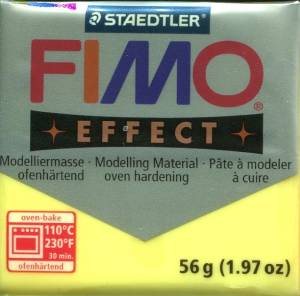 STAEDTLER
FIMO®
EFFECT
Modelliermasse · Modelling Material · Pâte à modeler
ofenhärtend oven hardening à cuire
oven-bake
110°C
230°F
30 min.
ofenhärtend
56 g (1.97 oz)